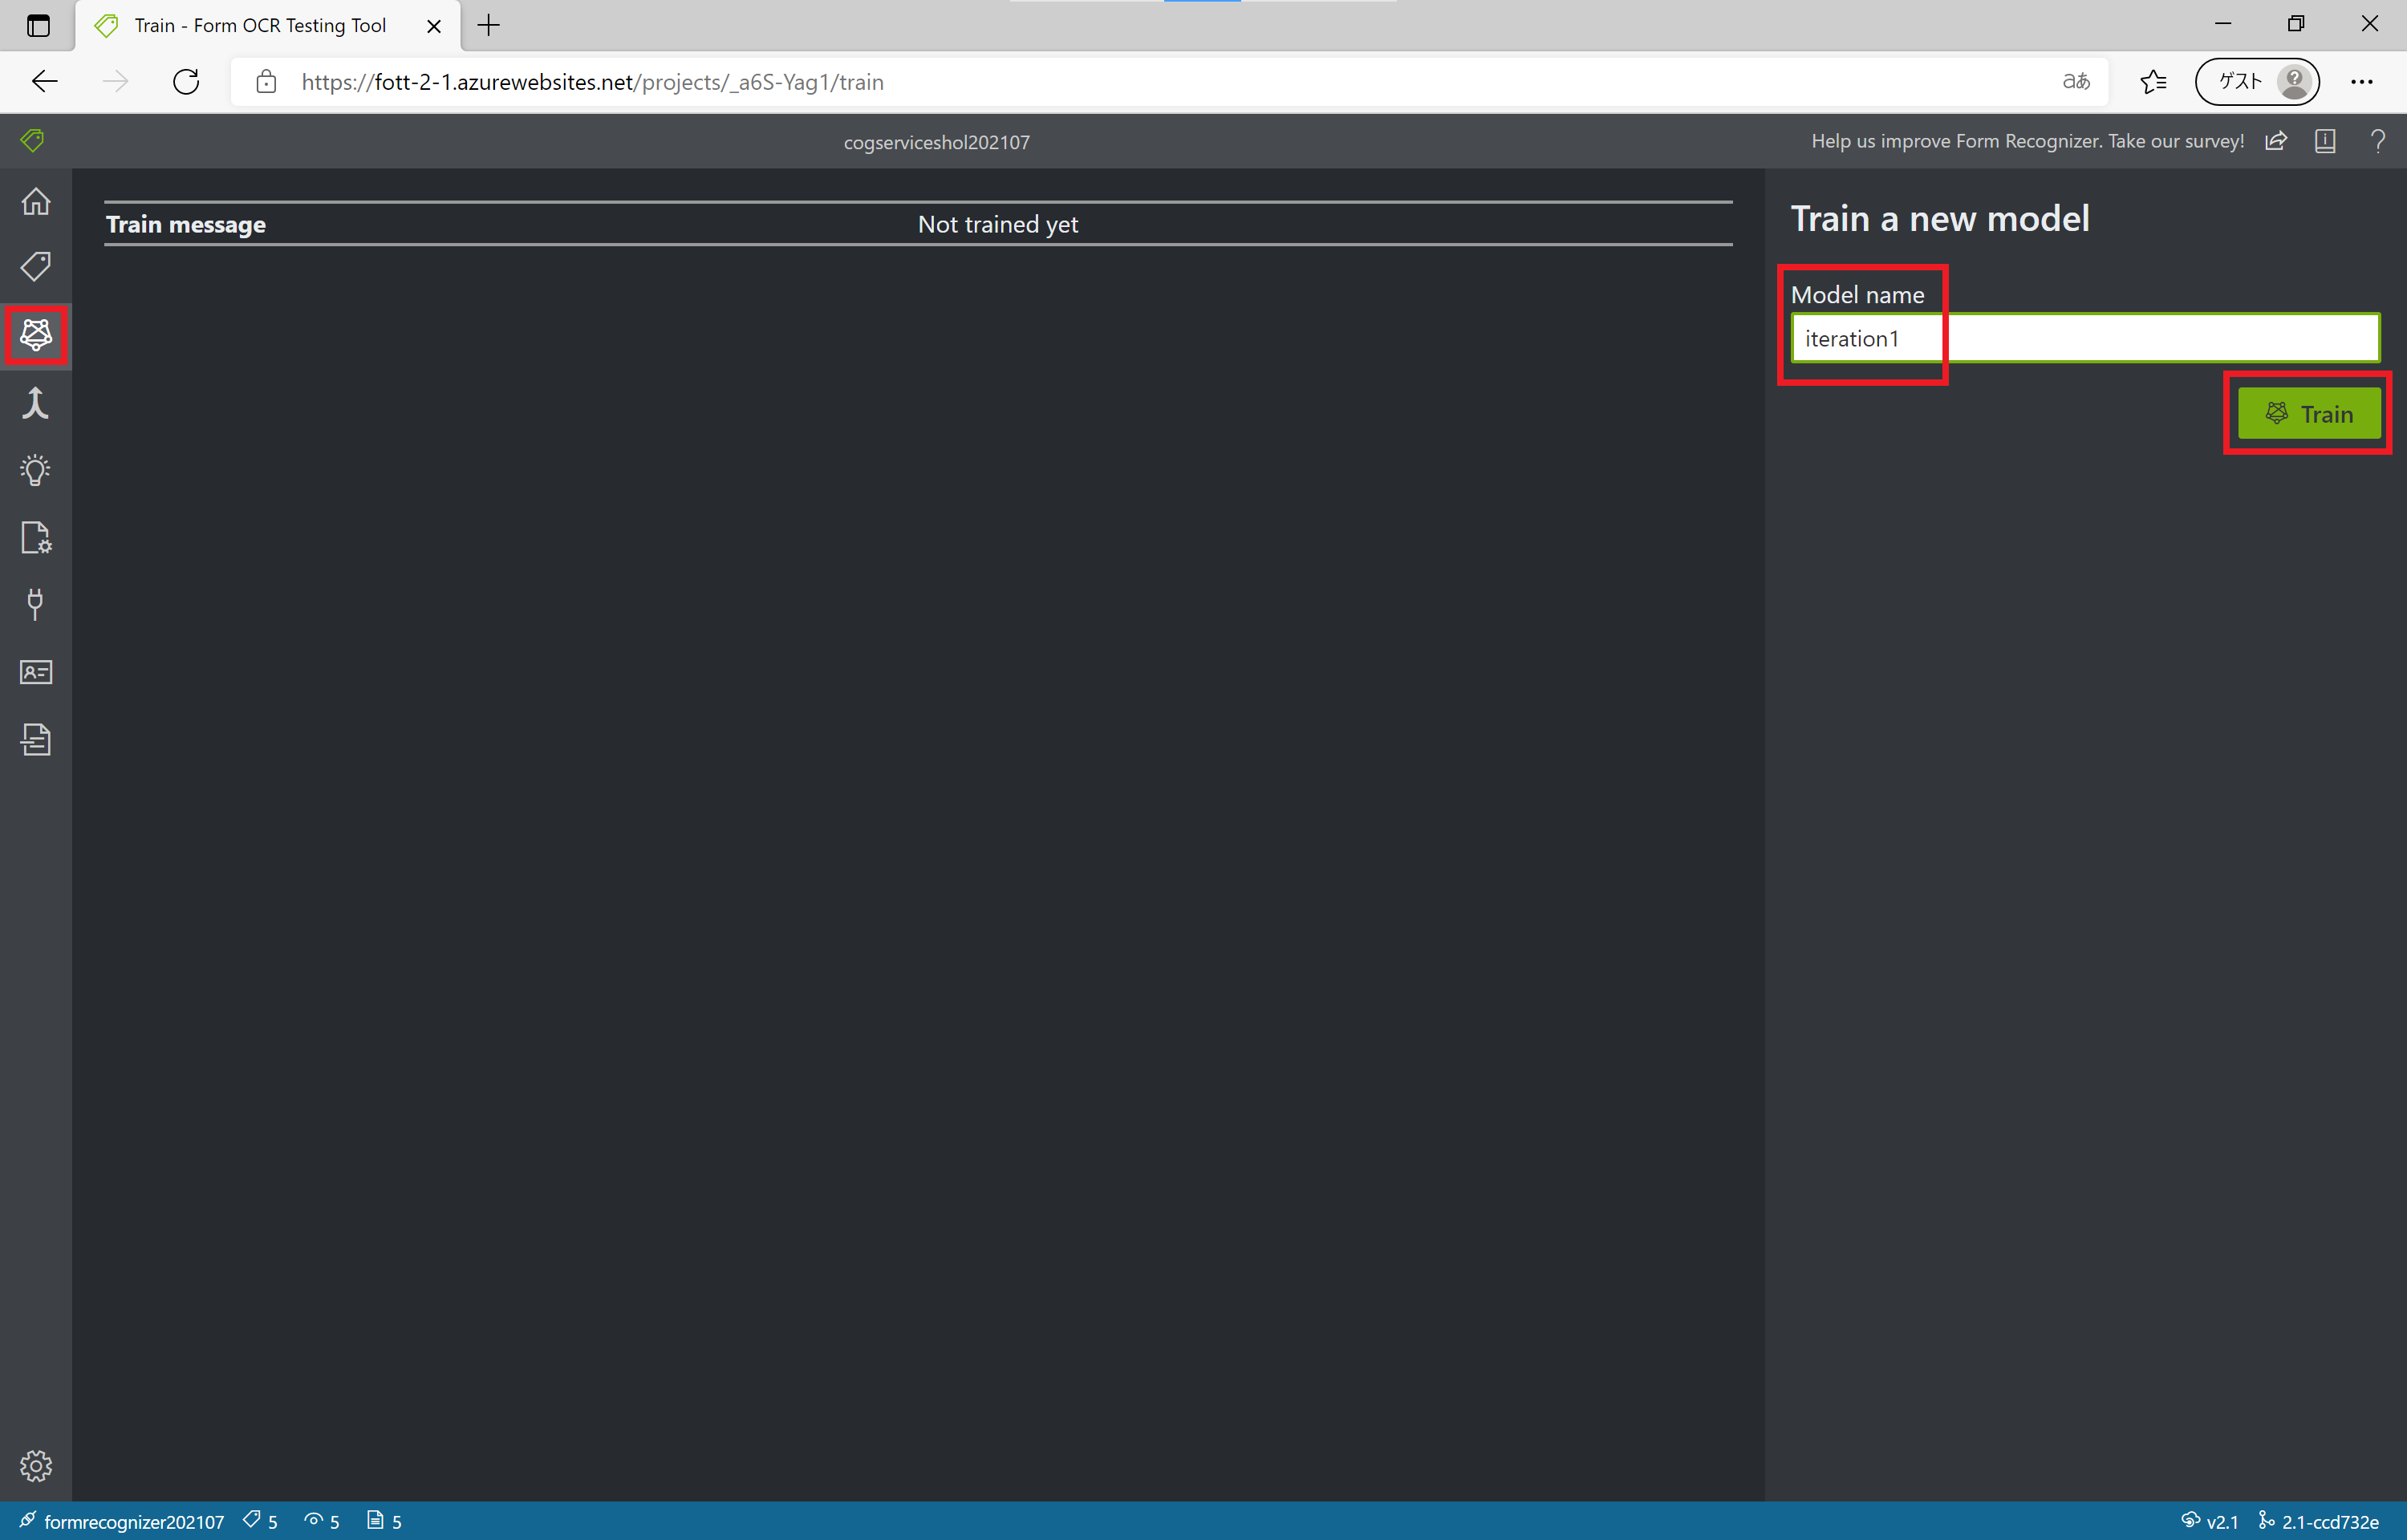 Train - Form OCR Testing Tool
https://fott-2-1.azurewebsites.net/projects/_a6S-Yag1/train
aあ
ゲスト
cogserviceshol202107
Help us improve Form Recognizer. Take our survey!
Train message
Not trained yet
Train a new model
Model name
iteration1
Train
formrecognizer202107
5
5
5
v2.1
2.1-ccd732e